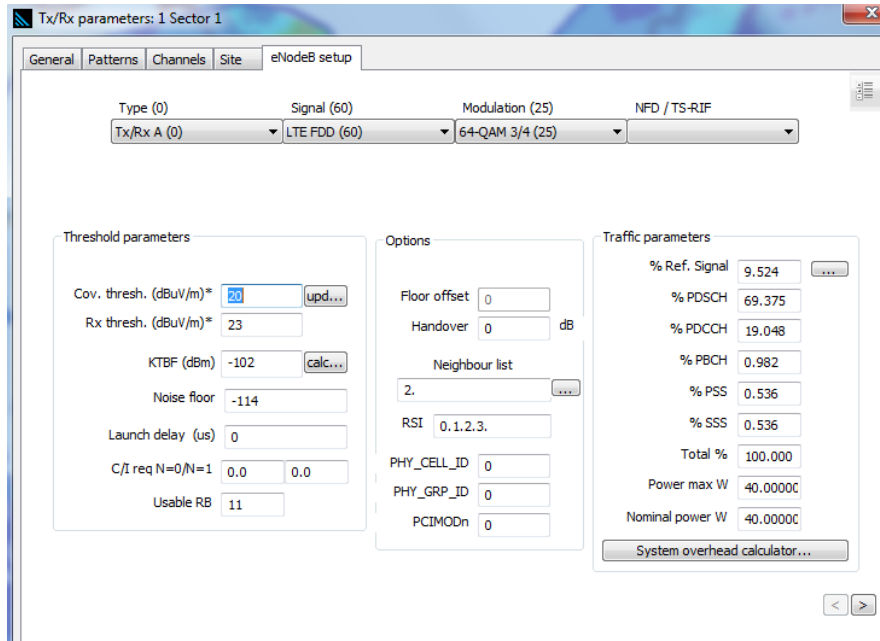 Tx/Rx parameters: 1 Sector 1
General Patterns Channels Site eNodeB setup
Type (0) Signal (60) Modulation (25) NFD / TS-RIF
Tx/Rx A (0) LTE FDD (60) 64-QAM 3/4 (25)
Threshold parameters
Cov. thresh. (dBuV/m)* 20 upd...
Rx thresh. (dBuV/m)* 23
KTBF (dBm) -102 calc...
Noise floor -114
Launch delay (us) 0
C/I req N=0/N=1 0.0 0.0
Usable RB 11
Options
Floor offset 0
Handover 0 dB
Neighbour list
2. ...
RSI 0.1.2.3.
PHY_CELL_ID 0
PHY_GRP_ID 0
PCIMODn 0
Traffic parameters
% Ref. Signal 9.524 ...
% PDSCH 69.375
% PDCCH 19.048
% PBCH 0.982
% PSS 0.536
% SSS 0.536
Total % 100.000
Power max W 40.00000
Nominal power W 40.00000
System overhead calculator...
< >